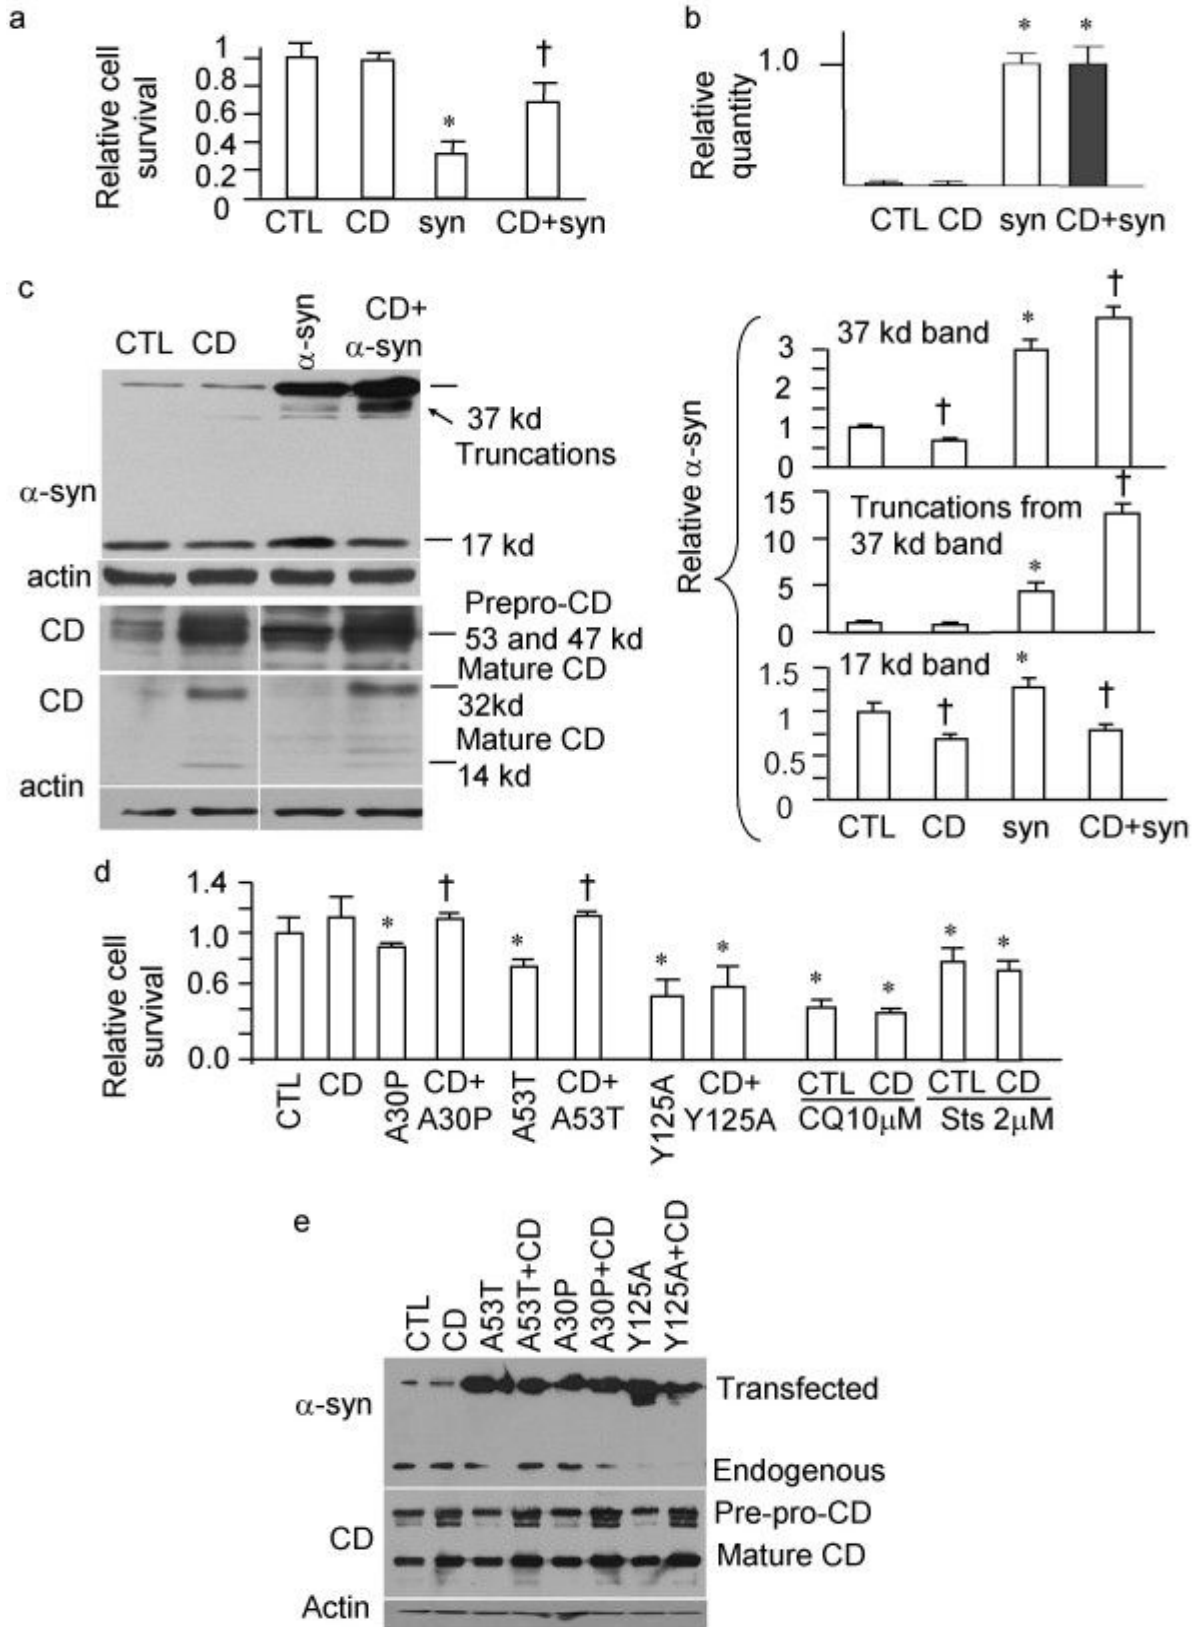 a
Relative cell
survival
1
0.8
0.6
0.4
0.2
0
*
†
CTL CD syn CD+syn
b
Relative
quantity
1.0
* *
CTL CD syn CD+syn
c
CTL CD α-syn CD+
α-syn
37 kd
Truncations
α-syn
17 kd
actin
CD
Prepro-CD
53 and 47 kd
Mature CD
CD
32kd
Mature CD
14 kd
actin
Relative α-syn
37 kd band
3
2
1
0
†
*
†
Truncations from
37 kd band
15
10
5
0
*
†
17 kd band
1.5
1
0.5
0
†
*
†
CTL CD syn CD+syn
d
Relative cell
survival
1.4
1.0
0.6
0.0
* † * † * * * * * *
CTL
CD
A30P
CD+
A30P
A53T
CD+
A53T
Y125A
CD+
Y125A
CTL CD
CQ10μM
CTL CD
Sts 2μM
e
CTL
CD
A53T
A53T+CD
A30P
A30P+CD
Y125A
Y125A+CD
α-syn
Transfected
Endogenous
CD
Pre-pro-CD
Mature CD
Actin